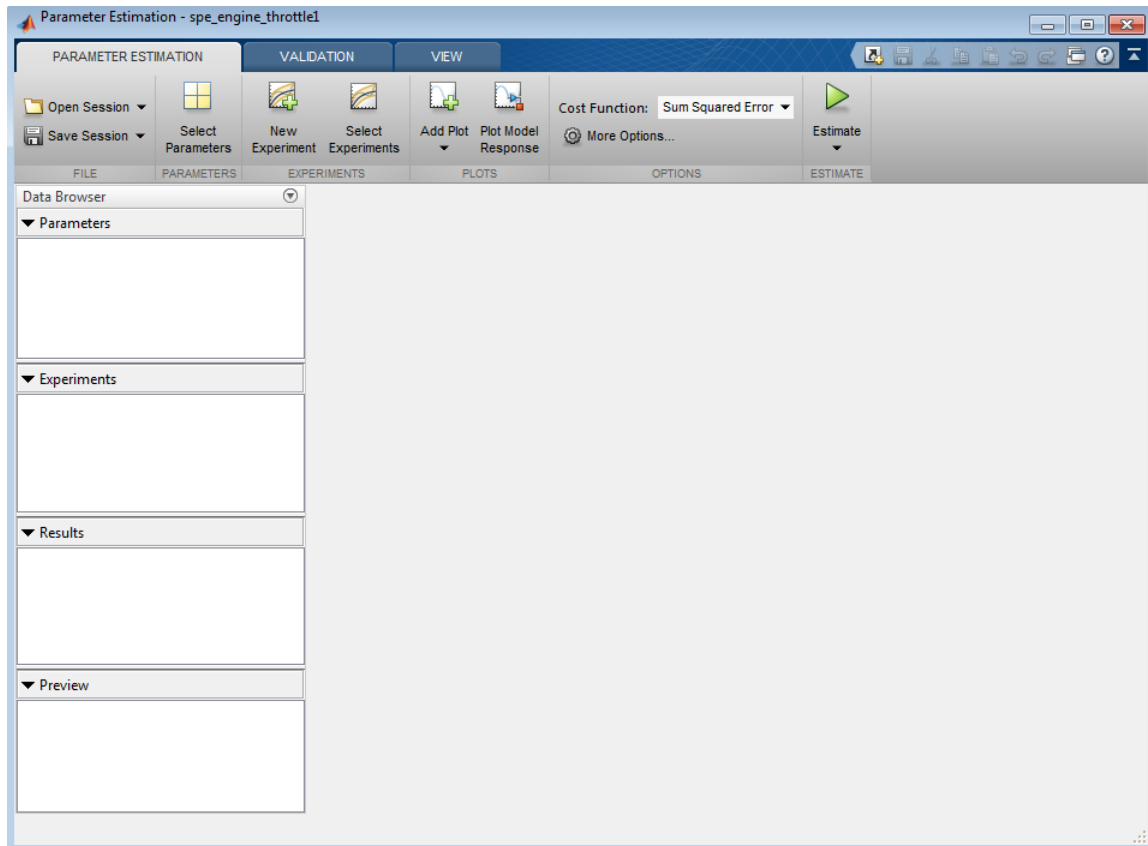 Parameter Estimation - spe_engine_throttle1
PARAMETER ESTIMATION
VALIDATION
VIEW
Open Session
Save Session
Select
Parameters
New
Experiment
Select
Experiments
Add Plot
Plot Model
Response
Cost Function:
Sum Squared Error
More Options...
Estimate
FILE
PARAMETERS
EXPERIMENTS
PLOTS
OPTIONS
ESTIMATE
Data Browser
Parameters
Experiments
Results
Preview